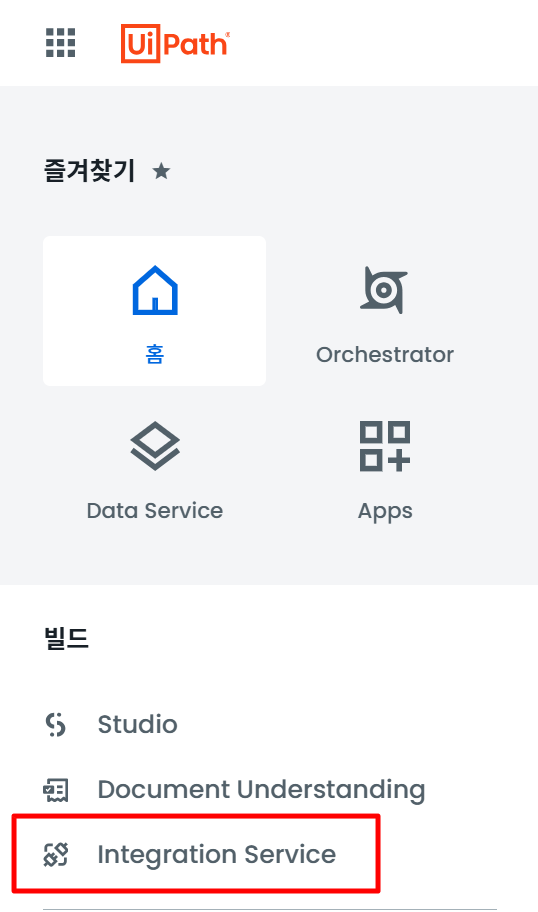 UiPath®
즐겨찾기
홈
Orchestrator
Data Service
Apps
빌드
Studio
Document Understanding
Integration Service